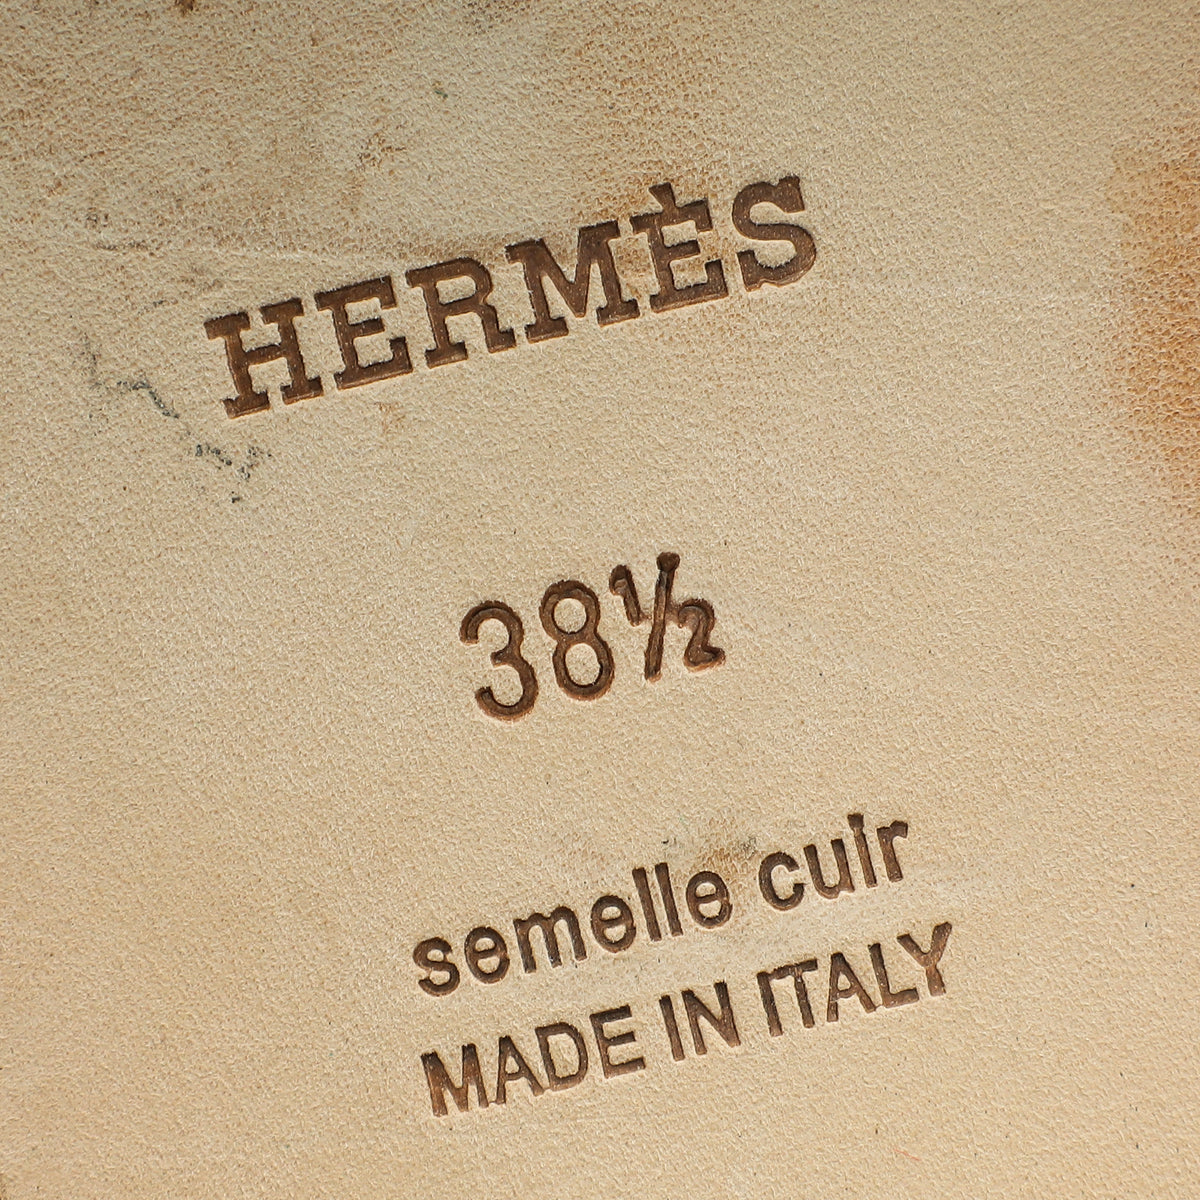 HERMÈS
38½
semelle cuir
MADE IN ITALY